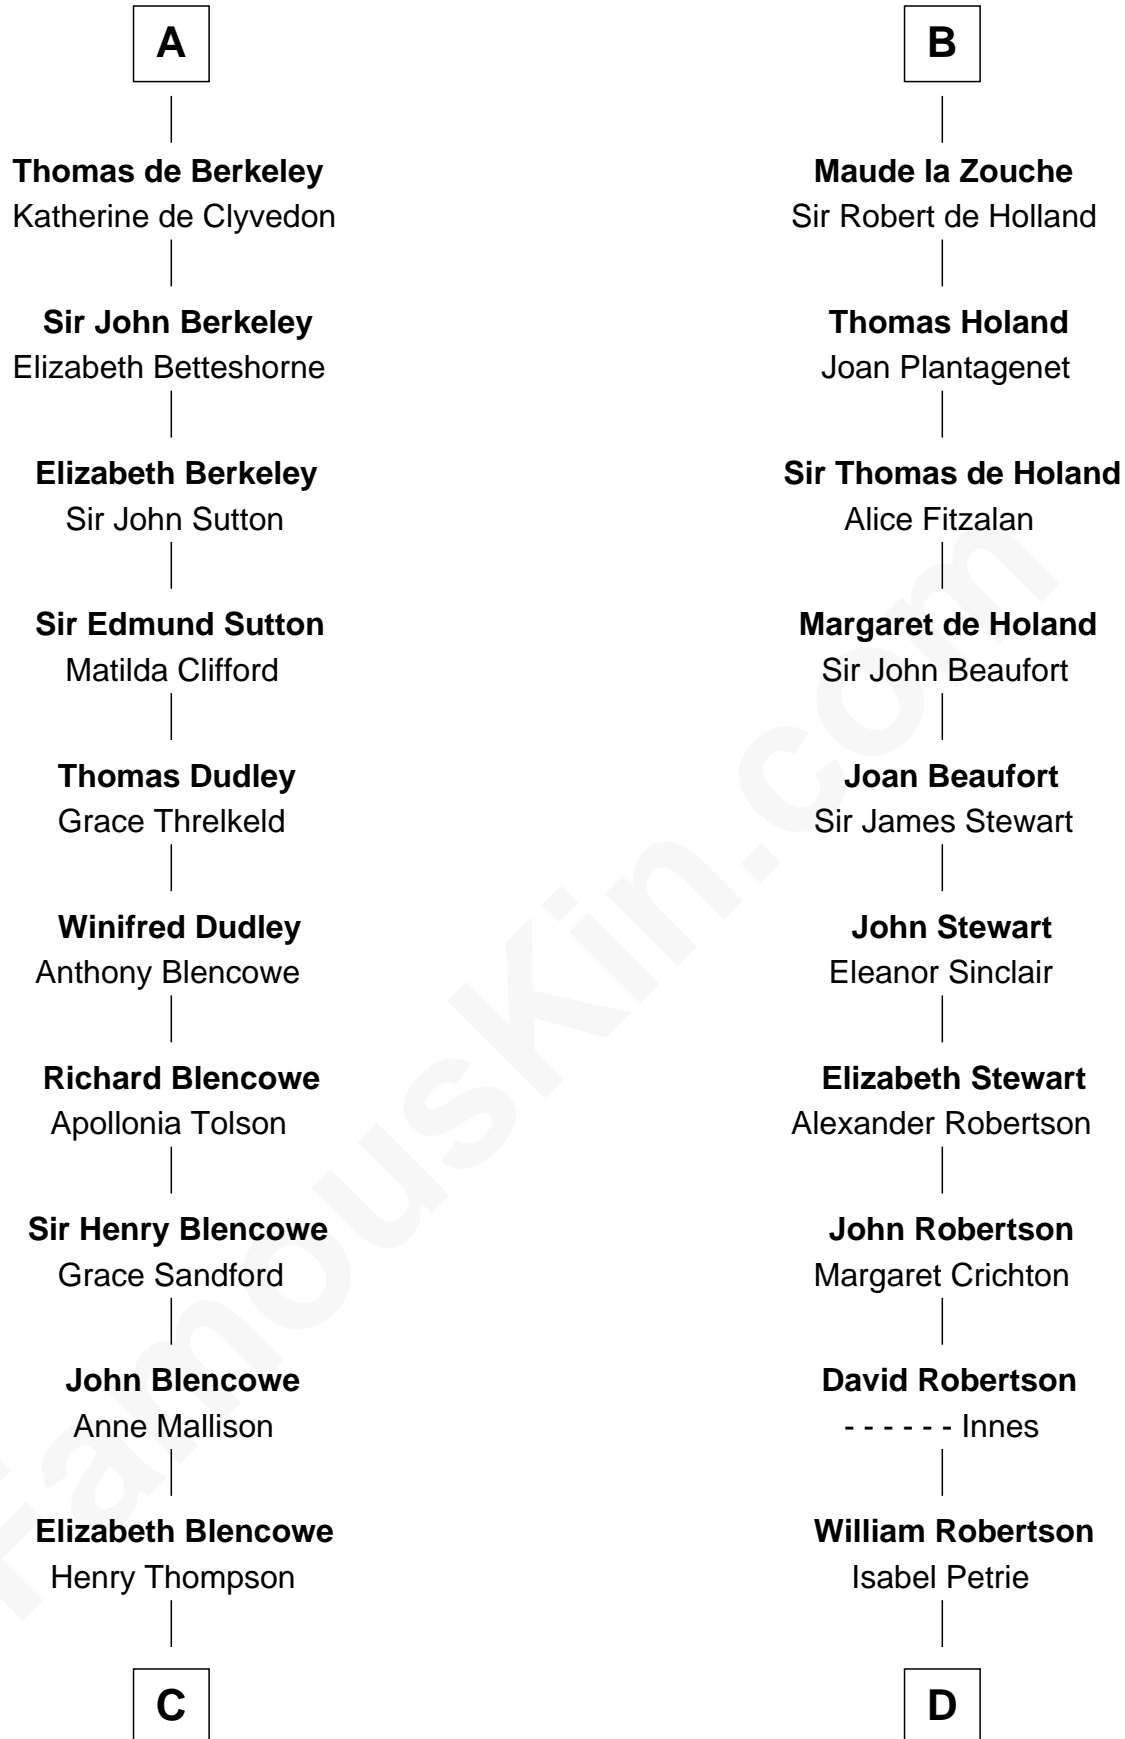 A
Thomas de Berkeley
Katherine de Clyvedon
Sir John Berkeley
Elizabeth Betteshorne
Elizabeth Berkeley
Sir John Sutton
Sir Edmund Sutton
Matilda Clifford
Thomas Dudley
Grace Threlkeld
Winifred Dudley
Anthony Blencowe
Richard Blencowe
Apollonia Tolson
Sir Henry Blencowe
Grace Sandford
John Blencowe
Anne Mallison
Elizabeth Blencowe
Henry Thompson
C
B
Maude la Zouche
Sir Robert de Holland
Thomas Holand
Joan Plantagenet
Sir Thomas de Holand
Alice Fitzalan
Margaret de Holand
Sir John Beaufort
Joan Beaufort
Sir James Stewart
John Stewart
Eleanor Sinclair
Elizabeth Stewart
Alexander Robertson
John Robertson
Margaret Crichton
David Robertson
- - - - - - Innes
William Robertson
Isabel Petrie
D
FamousKin.com